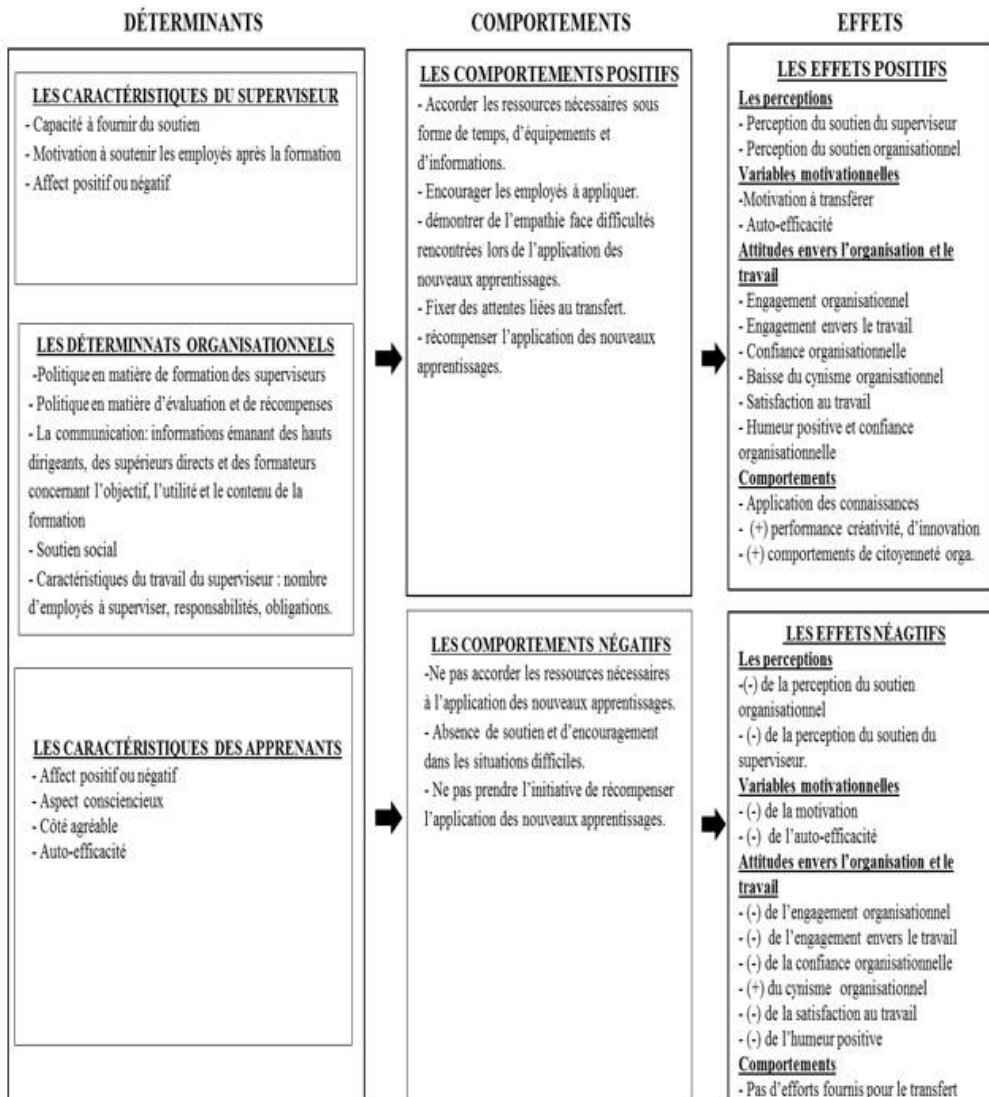 DÉTERMINANTS
COMPORTEMENTS
EFFETS
LES CARACTÉRISTIQUES DU SUPERVISEUR
- Capacité à fournir du soutien
- Motivation à soutenir les employés après la formation
- Affect positif ou négatif
LES DÉTERMINNATS ORGANISATIONNELS
-Politique en matière de formation des superviseurs
- Politique en matière d'évaluation et de récompenses
- La communication: informations émanant des hauts
dirigeants, des supérieurs directs et des formateurs
concernant l'objectif, l'utilité et le contenu de la
formation
- Soutien social
- Caractéristiques du travail du superviseur : nombre
d'employés à superviser, responsabilités, obligations.
LES CARACTÉRISTIQUES DES APPRENANTS
- Affect positif ou négatif
- Aspect consciencieux
- Côté agréable
- Auto-efficacité
LES COMPORTEMENTS POSITIFS
- Accorder les ressources nécessaires sous
forme de temps, d'équipements et
d'informations.
- Encourager les employés à appliquer.
- démontrer de l'empathie face difficultés
rencontrées lors de l'application des
nouveaux apprentissages.
- Fixer des attentes liées au transfert.
- récompenser l'application des nouveaux
apprentissages.
LES COMPORTEMENTS NÉGATIFS
-Ne pas accorder les ressources nécessaires
à l'application des nouveaux apprentissages.
- Absence de soutien et d'encouragement
dans les situations difficiles.
- Ne pas prendre l'initiative de récompenser
l'application des nouveaux apprentissages.
LES EFFETS POSITIFS
Les perceptions
- Perception du soutien du superviseur
- Perception du soutien organisationnel
Variables motivationnelles
-Motivation à transférer
- Auto-efficacité
Attitudes envers l'organisation et le
travail
- Engagement organisationnel
- Engagement envers le travail
- Confiance organisationnelle
- Baisse du cynisme organisationnel
- Satisfaction au travail
- Humeur positive et confiance
organisationnelle
Comportements
- Application des connaissances
- (+) performance créativité, d'innovation
- (+) comportements de citoyenneté orga.
LES EFFETS NÉAGTIFS
Les perceptions
-(-) de la perception du soutien
organisationnel
- (-) de la perception du soutien du
superviseur.
Variables motivationnelles
- (-) de la motivation
- (-) de l'auto-efficacité
Attitudes envers l'organisation et le
travail
- (-) de l'engagement organisationnel
- (-) de l'engagement envers le travail
- (-) de la confiance organisationnelle
- (+) du cynisme organisationnel
- (-) de la satisfaction au travail
- (-) de l'humeur positive
Comportements
- Pas d'efforts fournis pour le transfert